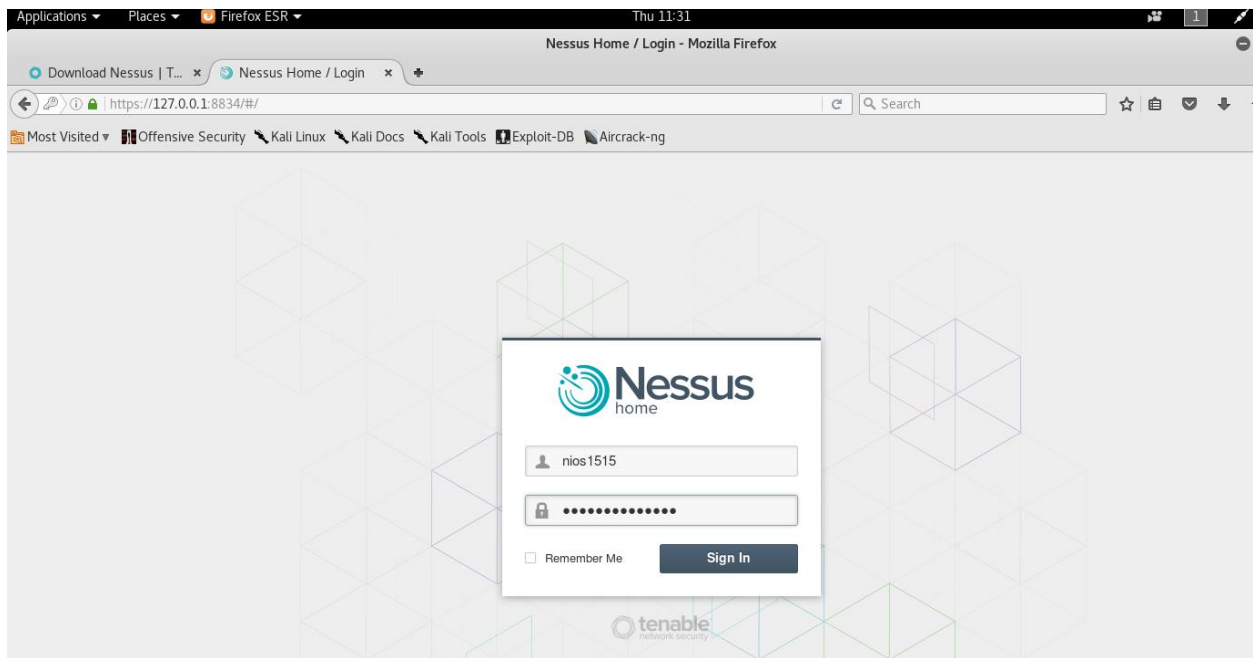 Applications Places Firefox ESR Thu 11:31 1
Nessus Home / Login - Mozilla Firefox
Download Nessus | T... Nessus Home / Login
https://127.0.0.1:8834/#/ Search
Most Visited Offensive Security Kali Linux Kali Docs Kali Tools Exploit-DB Aircrack-ng
Nessus
home
nios1515
••••••••••••••
Remember Me Sign In
tenable
network security